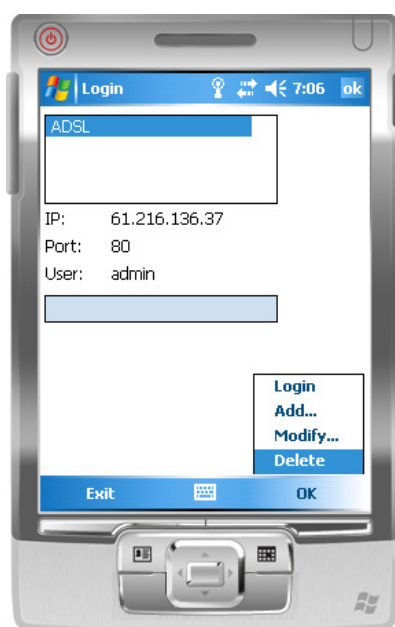 Login 7:06 ok
ADSL
IP: 61.216.136.37
Port: 80
User: admin
Login
Add...
Modify...
Delete
Exit OK